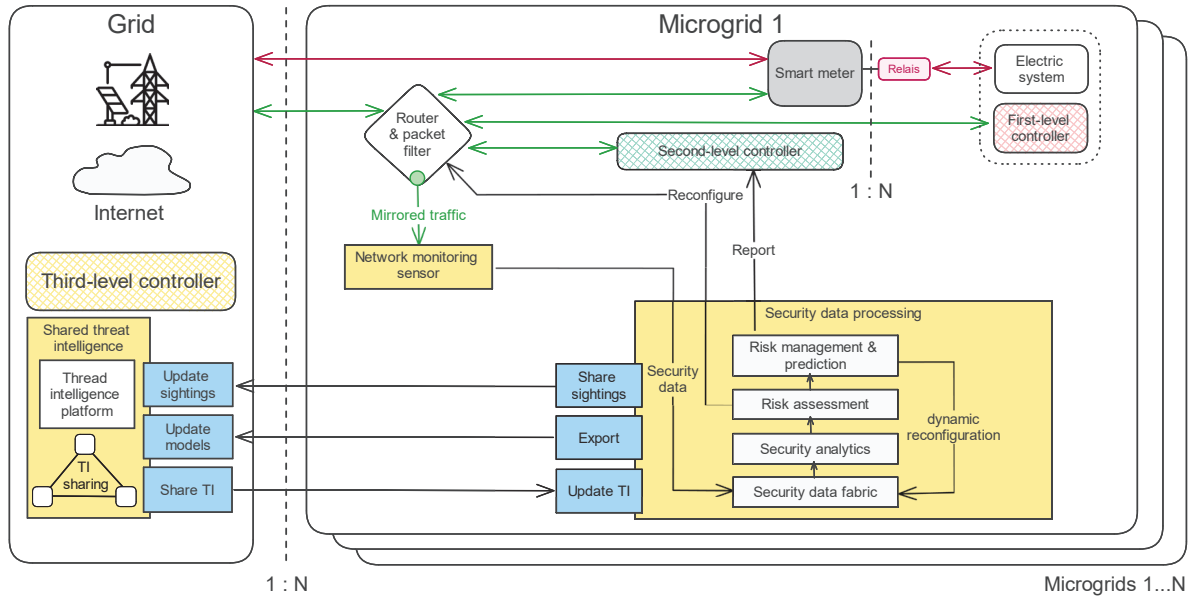 Grid
Microgrid 1
Smart meter
Relais
Electric
system
First-level
controller
Router
& packet
filter
Second-level controller
1 : N
Reconfigure
Internet
Mirrored traffic
Report
Network monitoring
sensor
Third-level controller
Security data processing
Shared threat
intelligence
Thread
intelligence
platform
Update
sightings
Share
sightings
Security
data
Risk management &
prediction
Risk assessment
dynamic
reconfiguration
Update
models
Export
Security analytics
TI
sharing
Share TI
Update TI
Security data fabric
1 : N
Microgrids 1...N